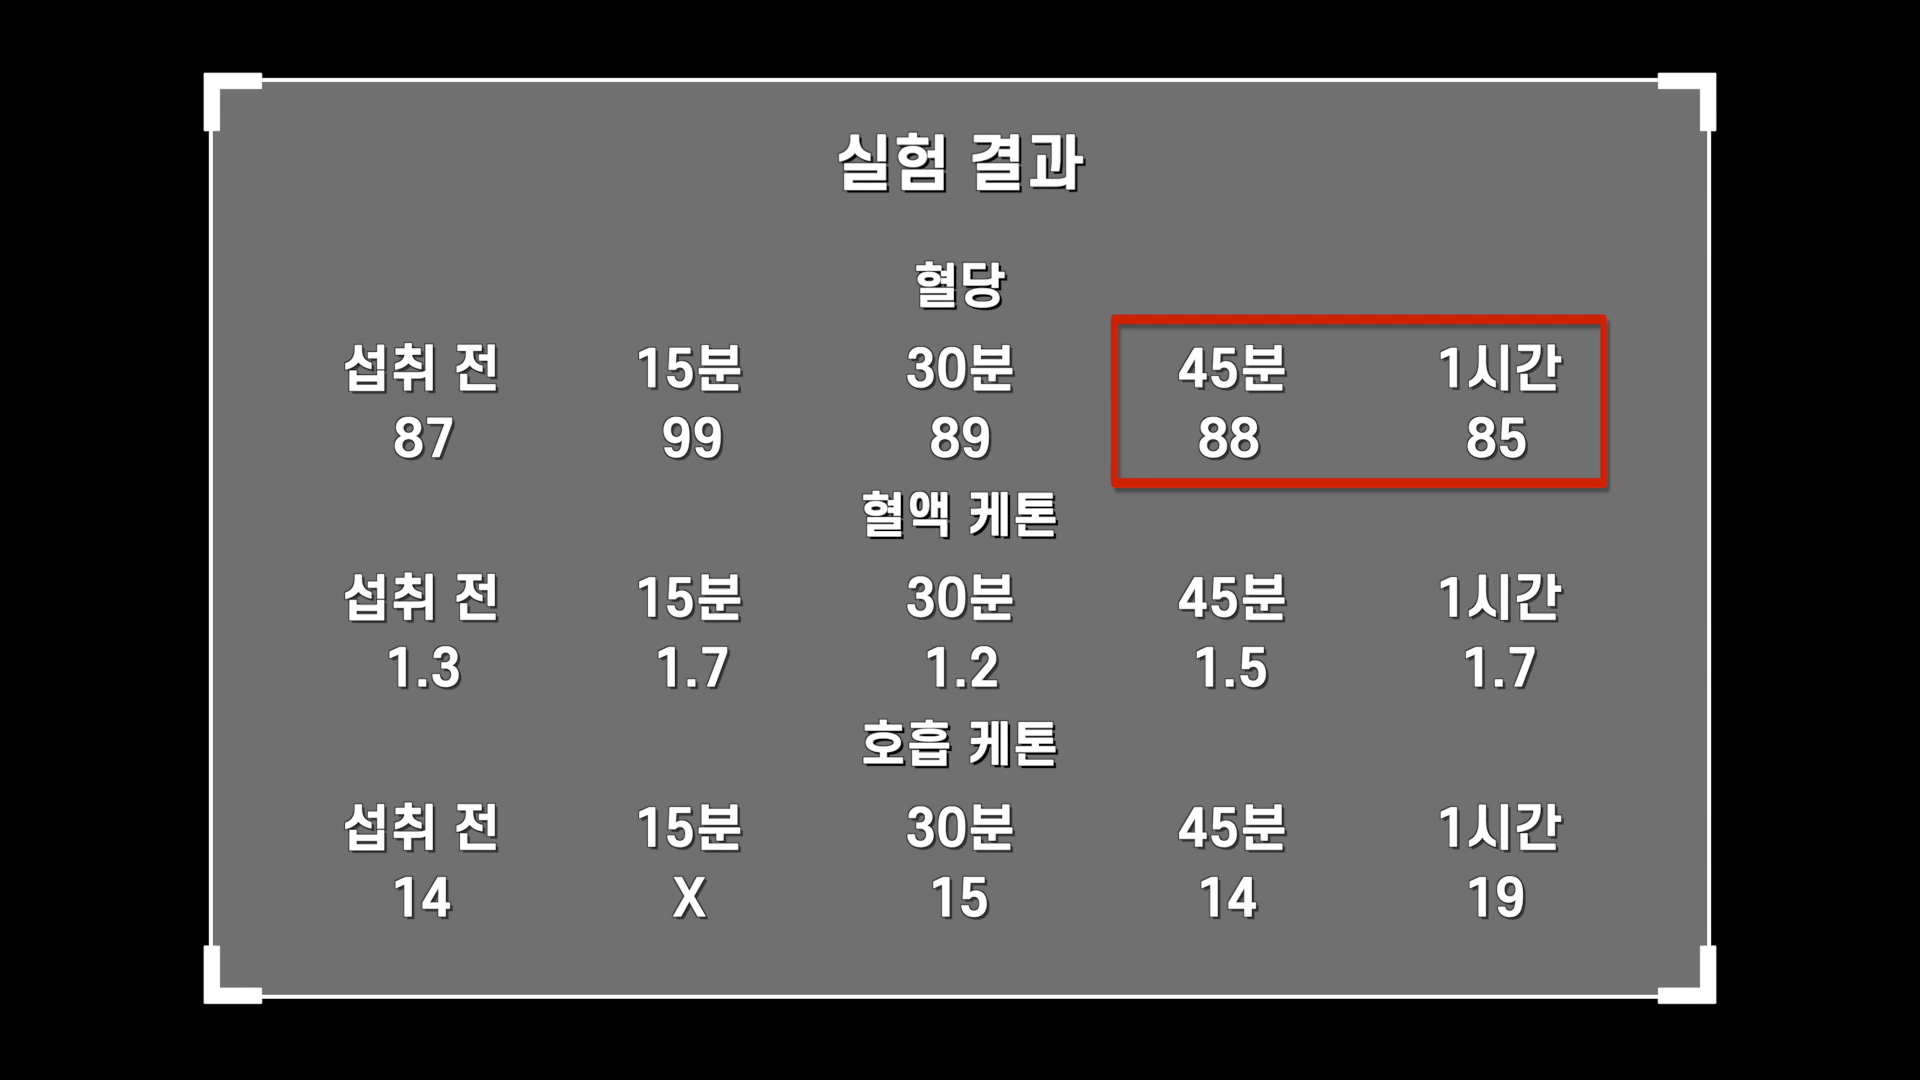 실험 결과
혈당
섭취 전 15분 30분 45분 1시간
87 99 89 88 85
혈액 케톤
섭취 전 15분 30분 45분 1시간
1.3 1.7 1.2 1.5 1.7
호흡 케톤
섭취 전 15분 30분 45분 1시간
14 X 15 14 19